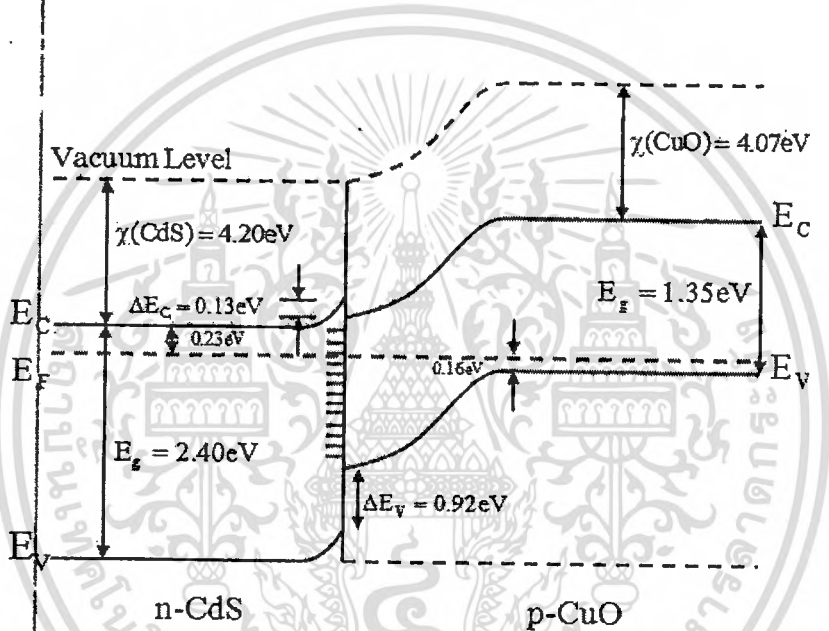 χ(CuO) = 4.07eV
Vacuum Level
χ(CdS) = 4.20eV
E_C
ΔE_C = 0.13eV
E_g = 1.35eV
E_C
0.23eV
E_F
0.16eV
E_V
E_g = 2.40eV
ΔE_V = 0.92eV
E_V
n-CdS
p-CuO